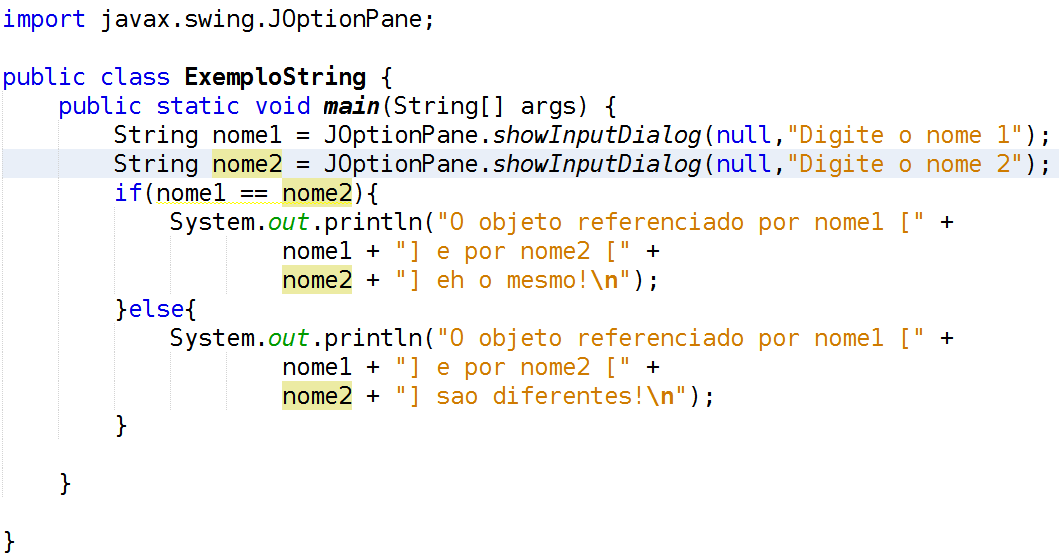 import javax.swing.JOptionPane;
public class ExemploString {
public static void main(String[] args) {
String nome1 = JOptionPane.showInputDialog(null,"Digite o nome 1");
String nome2 = JOptionPane.showInputDialog(null,"Digite o nome 2");
if(nome1 == nome2){
System.out.println("O objeto referenciado por nome1 [" +
nome1 + "] e por nome2 [" +
nome2 + "] eh o mesmo!\n");
}else{
System.out.println("O objeto referenciado por nome1 [" +
nome1 + "] e por nome2 [" +
nome2 + "] sao diferentes!\n");
}
}
}